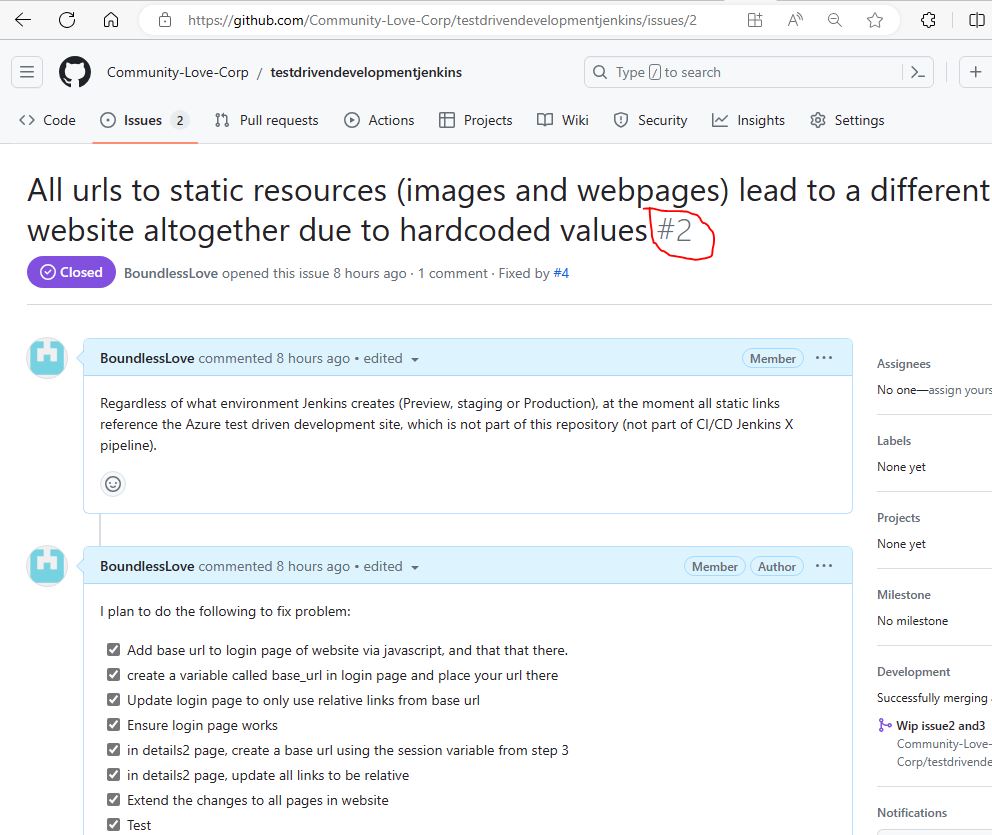 https://github.com/Community-Love-Corp/testdrivendevelopmentjenkins/issues/2
Community-Love-Corp / testdrivendevelopmentjenkins
Type / to search
Code Issues 2 Pull requests Actions Projects Wiki Security Insights Settings
All urls to static resources (images and webpages) lead to a different
website altogether due to hardcoded values #2
Closed BoundlessLove opened this issue 8 hours ago · 1 comment · Fixed by #4
BoundlessLove commented 8 hours ago • edited Member
Regardless of what environment Jenkins creates (Preview, staging or Production), at the moment all static links
reference the Azure test driven development site, which is not part of this repository (not part of CI/CD Jenkins X
pipeline).
BoundlessLove commented 8 hours ago • edited Member Author
I plan to do the following to fix problem:
Add base url to login page of website via javascript, and that that there.
create a variable called base_url in login page and place your url there
Update login page to only use relative links from base url
Ensure login page works
in details2 page, create a base url using the session variable from step 3
in details2 page, update all links to be relative
Extend the changes to all pages in website
Test
Assignees
No one—assign yours
Labels
None yet
Projects
None yet
Milestone
No milestone
Development
Successfully merging
Wip issue2 and3
Community-Love-
Corp/testdrivende
Notifications